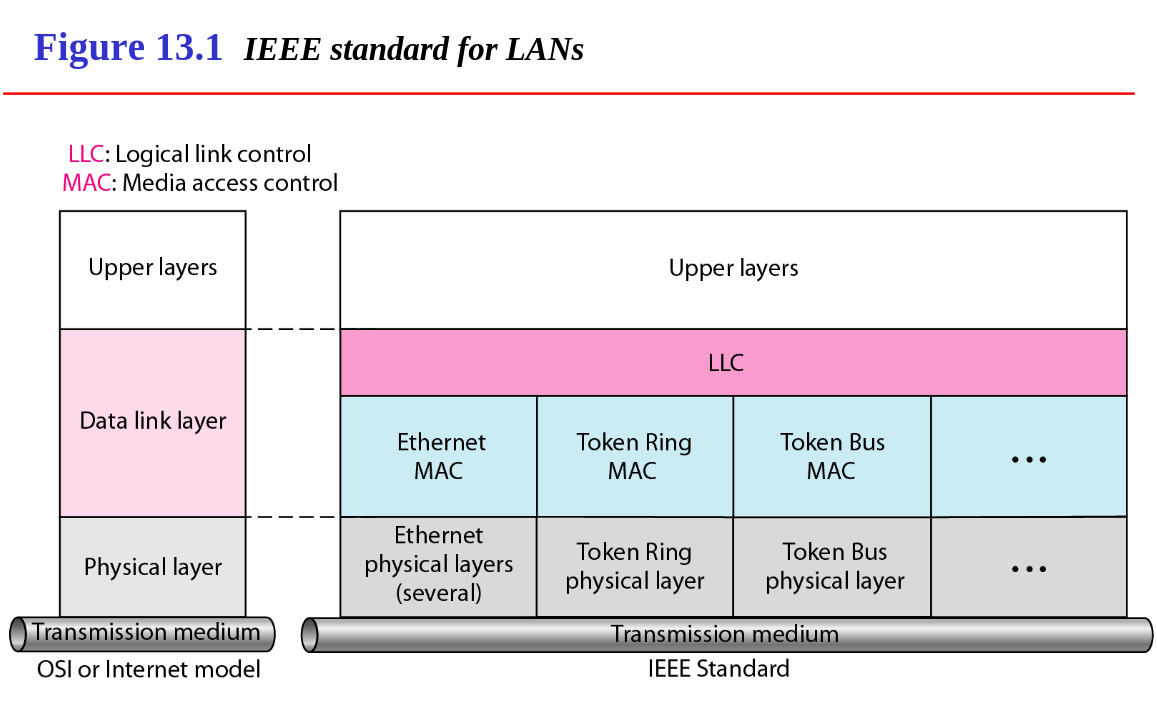 Figure 13.1 IEEE standard for LANs
LLC: Logical link control
MAC: Media access control
Upper layers
Data link layer
Physical layer
Transmission medium
OSI or Internet model
Upper layers
LLC
Ethernet
MAC
Token Ring
MAC
Token Bus
MAC
...
Ethernet
physical layers
(several)
Token Ring
physical layer
Token Bus
physical layer
...
Transmission medium
IEEE Standard